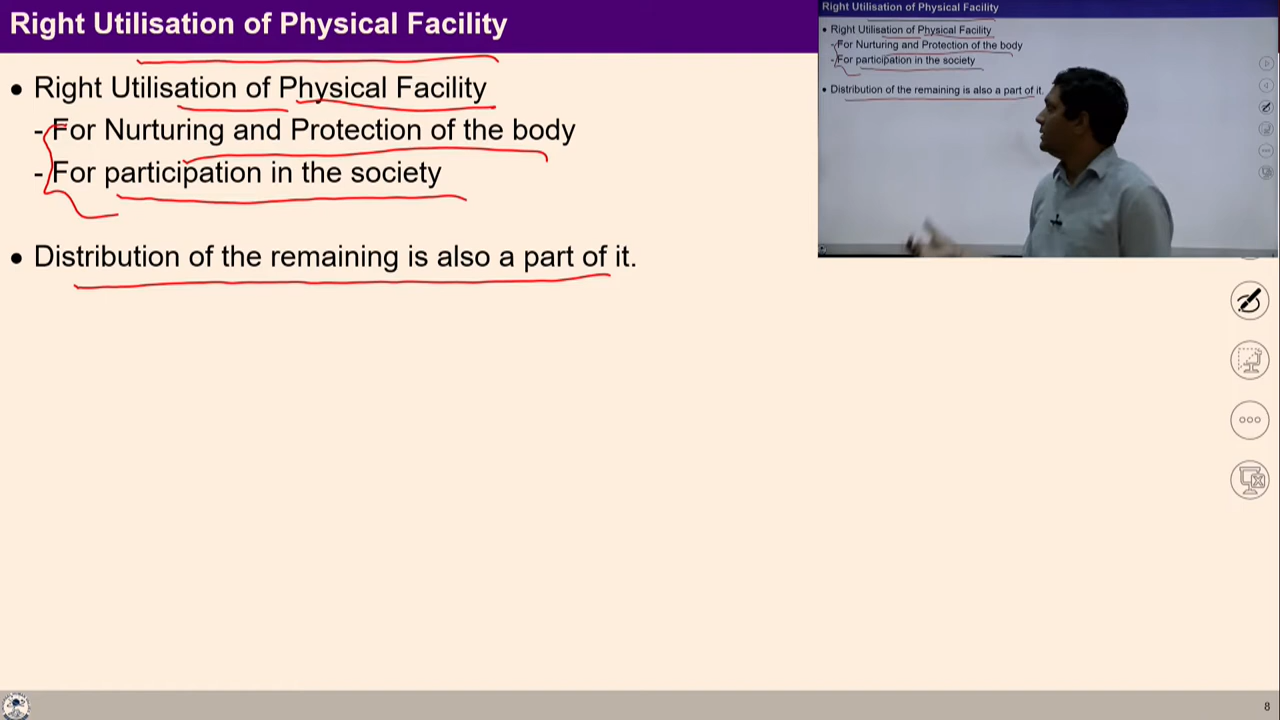 Right Utilisation of Physical Facility
• Right Utilisation of Physical Facility
- For Nurturing and Protection of the body
- For participation in the society
• Distribution of the remaining is also a part of it.
Right Utilisation of Physical Facility
• Right Utilisation of Physical Facility
- For Nurturing and Protection of the body
- For participation in the society
• Distribution of the remaining is also a part of it.
8